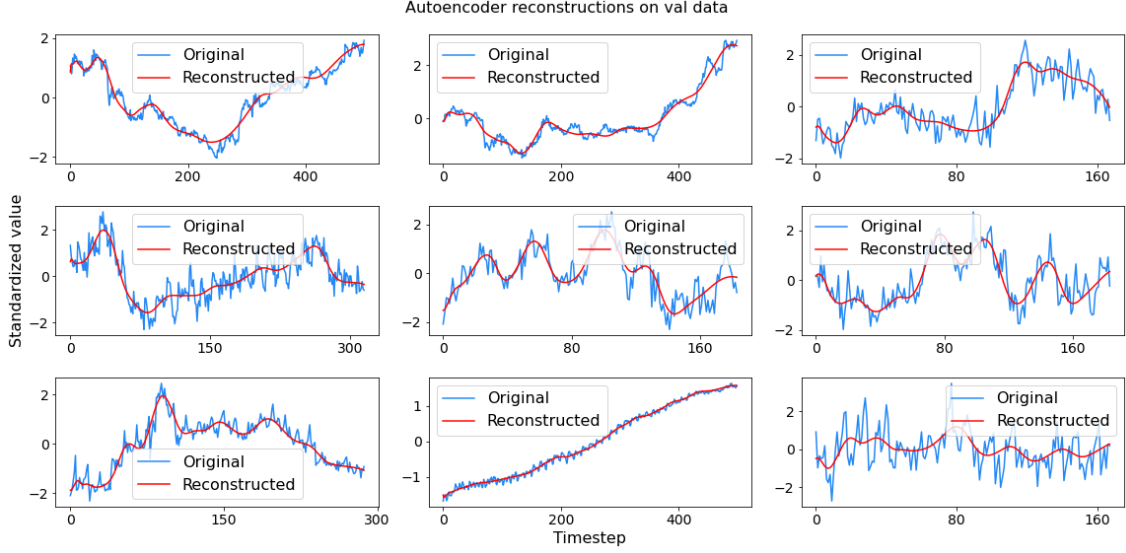 Autoencoder reconstructions on val data
Standardized value
2
0
−2
0
200
400
Original
Reconstructed
2
0
0
200
400
Original
Reconstructed
2
0
−2
0
80
160
Original
Reconstructed
2
0
−2
0
150
300
Original
Reconstructed
2
0
−2
0
80
160
Original
Reconstructed
2
0
−2
0
80
160
Original
Reconstructed
2
0
−2
0
150
300
Original
Reconstructed
1
0
−1
0
200
400
Original
Reconstructed
2
0
−2
0
80
160
Original
Reconstructed
Timestep